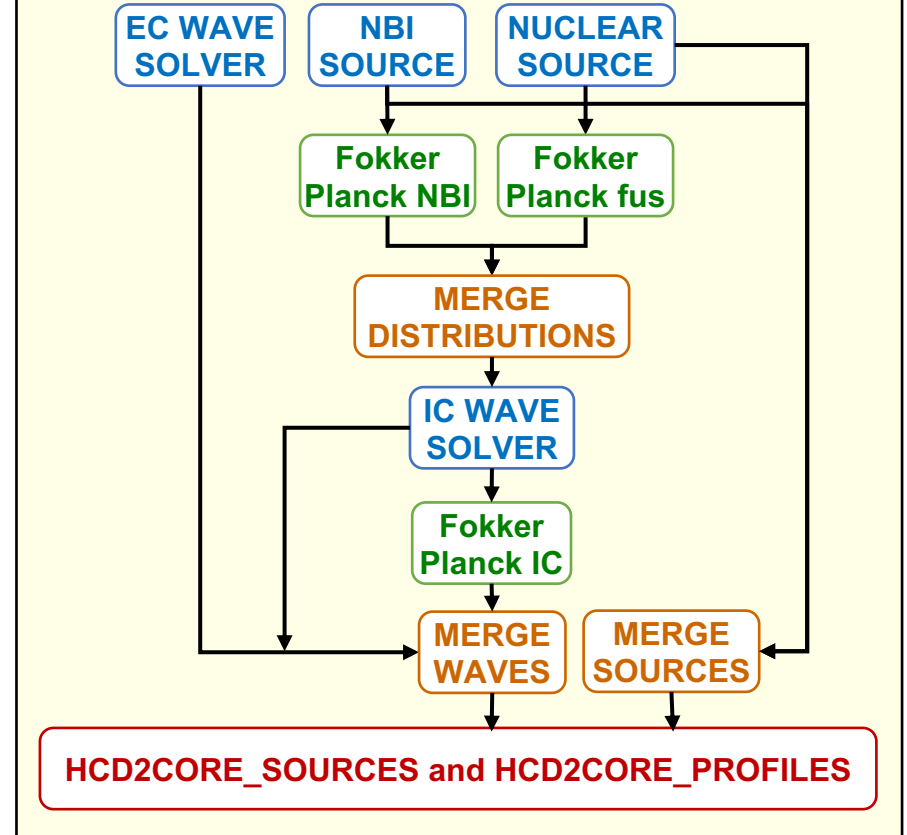 EC WAVE
SOLVER
NBI
SOURCE
NUCLEAR
SOURCE
Fokker
Planck NBI
Fokker
Planck fus
MERGE
DISTRIBUTIONS
IC WAVE
SOLVER
Fokker
Planck IC
MERGE
WAVES
MERGE
SOURCES
HCD2CORE_SOURCES and HCD2CORE_PROFILES